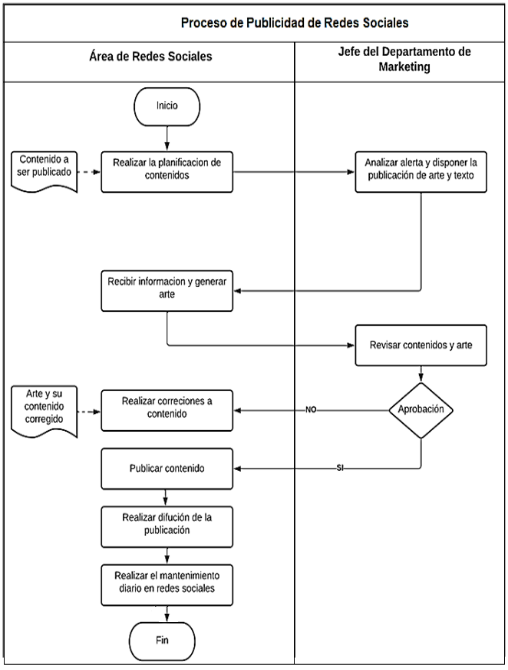 Proceso de Publicidad de Redes Sociales
Área de Redes Sociales
Jefe del Departamento de
Marketing
Inicio
Contenido a
ser publicado
Realizar la planificacion de
contenidos
Analizar alerta y disponer la
publicación de arte y texto
Recibir informacion y generar
arte
Revisar contenidos y arte
Arte y su
contenido
corregido
Realizar correciones a
contenido
NO
Aprobación
Publicar contenido
SI
Realizar difución de la
publicación
Realizar el mantenimiento
diario en redes sociales
Fin